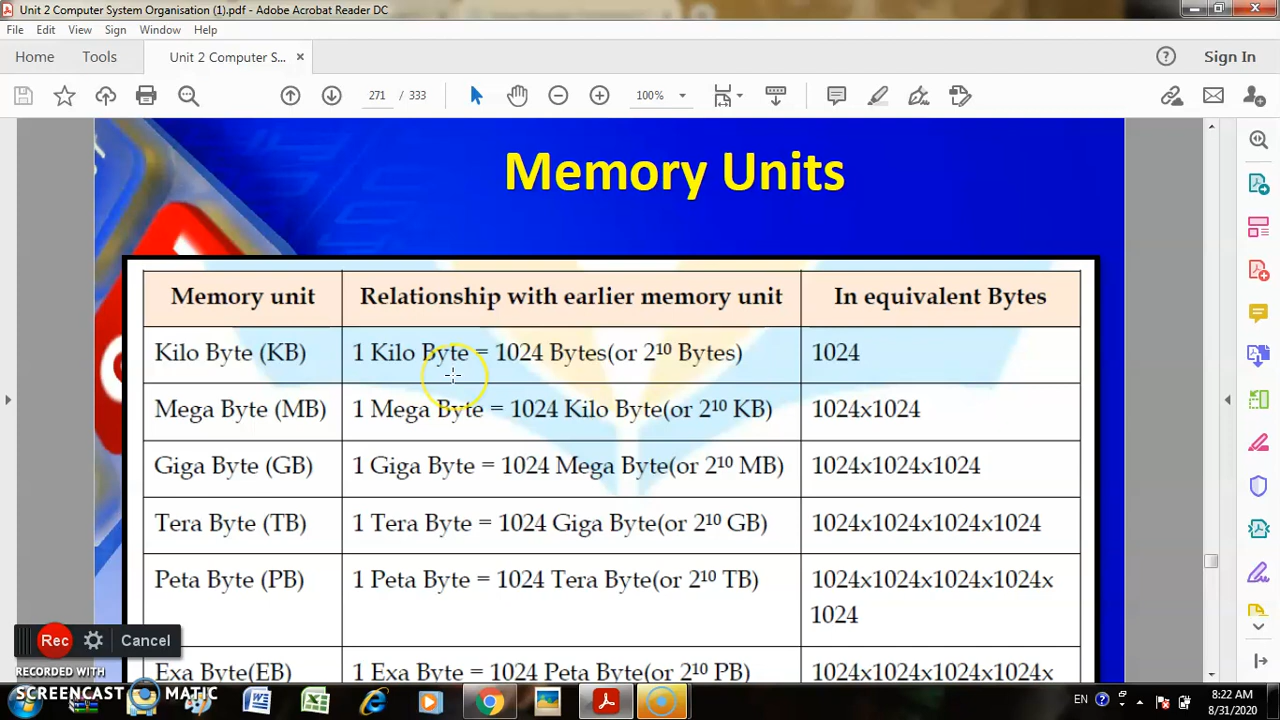 Unit 2 Computer System Organisation (1).pdf - Adobe Acrobat Reader DC
File Edit View Sign Window Help
Home Tools Unit 2 Computer S... × Sign In
271 / 333 100%
Memory Units
Memory unit Relationship with earlier memory unit In equivalent Bytes
Kilo Byte (KB) 1 Kilo Byte = 1024 Bytes(or 2¹⁰ Bytes) 1024
Mega Byte (MB) 1 Mega Byte = 1024 Kilo Byte(or 2¹⁰ KB) 1024x1024
Giga Byte (GB) 1 Giga Byte = 1024 Mega Byte(or 2¹⁰ MB) 1024x1024x1024
Tera Byte (TB) 1 Tera Byte = 1024 Giga Byte(or 2¹⁰ GB) 1024x1024x1024x1024
Peta Byte (PB) 1 Peta Byte = 1024 Tera Byte(or 2¹⁰ TB) 1024x1024x1024x1024x
1024
Rec Cancel
Exa Byte(EB) 1 Exa Byte = 1024 Peta Byte(or 2¹⁰ PB) 1024x1024x1024x1024x
RECORDED WITH
SCREENCAST MATIC
EN 8:22 AM
8/31/2020